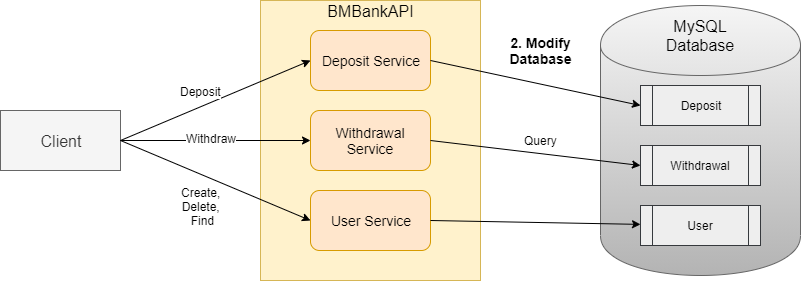 BMBankAPI
MySQL
Database
2. Modify
Database
Deposit Service
Deposit
Deposit
Client
Withdraw
Withdrawal
Service
Query
Withdrawal
Create,
Delete,
Find
User Service
User